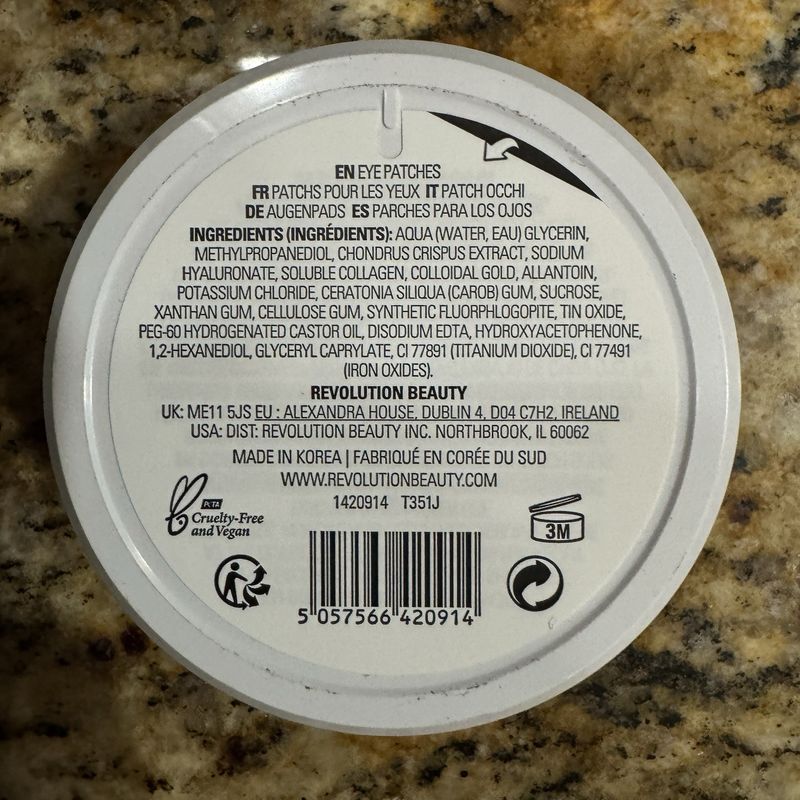 EN EYE PATCHES
FR PATCHS POUR LES YEUX IT PATCH OCCHI
DE AUGENPADS ES PARCHES PARA LOS OJOS
INGREDIENTS (INGRÉDIENTS): AQUA (WATER, EAU) GLYCERIN,
METHYLPROPANEDIOL, CHONDRUS CRISPUS EXTRACT, SODIUM
HYALURONATE, SOLUBLE COLLAGEN, COLLOIDAL GOLD, ALLANTOIN,
POTASSIUM CHLORIDE, CERATONIA SILIQUA (CAROB) GUM, SUCROSE,
XANTHAN GUM, CELLULOSE GUM, SYNTHETIC FLUORPHLOGOPITE, TIN OXIDE,
PEG-60 HYDROGENATED CASTOR OIL, DISODIUM EDTA, HYDROXYACETOPHENONE,
1,2-HEXANEDIOL, GLYCERYL CAPRYLATE, CI 77891 (TITANIUM DIOXIDE), CI 77491
(IRON OXIDES).
REVOLUTION BEAUTY
UK: ME11 5JS EU : ALEXANDRA HOUSE, DUBLIN 4, D04 C7H2, IRELAND
USA: DIST: REVOLUTION BEAUTY INC. NORTHBROOK, IL 60062
MADE IN KOREA | FABRIQUÉ EN CORÉE DU SUD
WWW.REVOLUTIONBEAUTY.COM
1420914 T351J
PETA
Cruelty-Free
and Vegan
3M
5 057566 420914